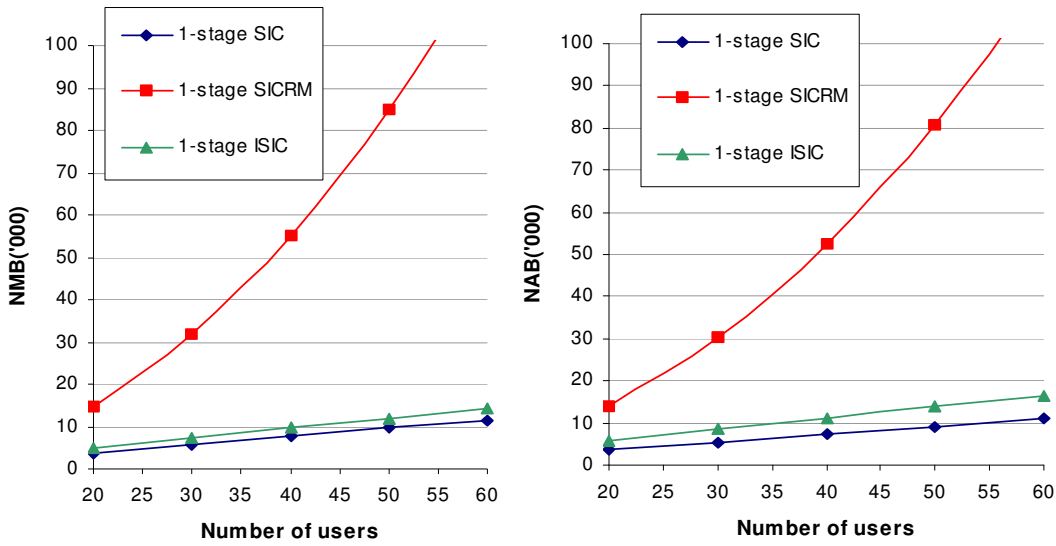 1-stage SIC
1-stage SICRM
1-stage ISIC
100
90
80
70
60
50
40
30
20
10
0
NMB('000)
20 25 30 35 40 45 50 55 60
Number of users
1-stage SIC
1-stage SICRM
1-stage ISIC
100
90
80
70
60
50
40
30
20
10
0
NAB('000)
20 25 30 35 40 45 50 55 60
Number of users